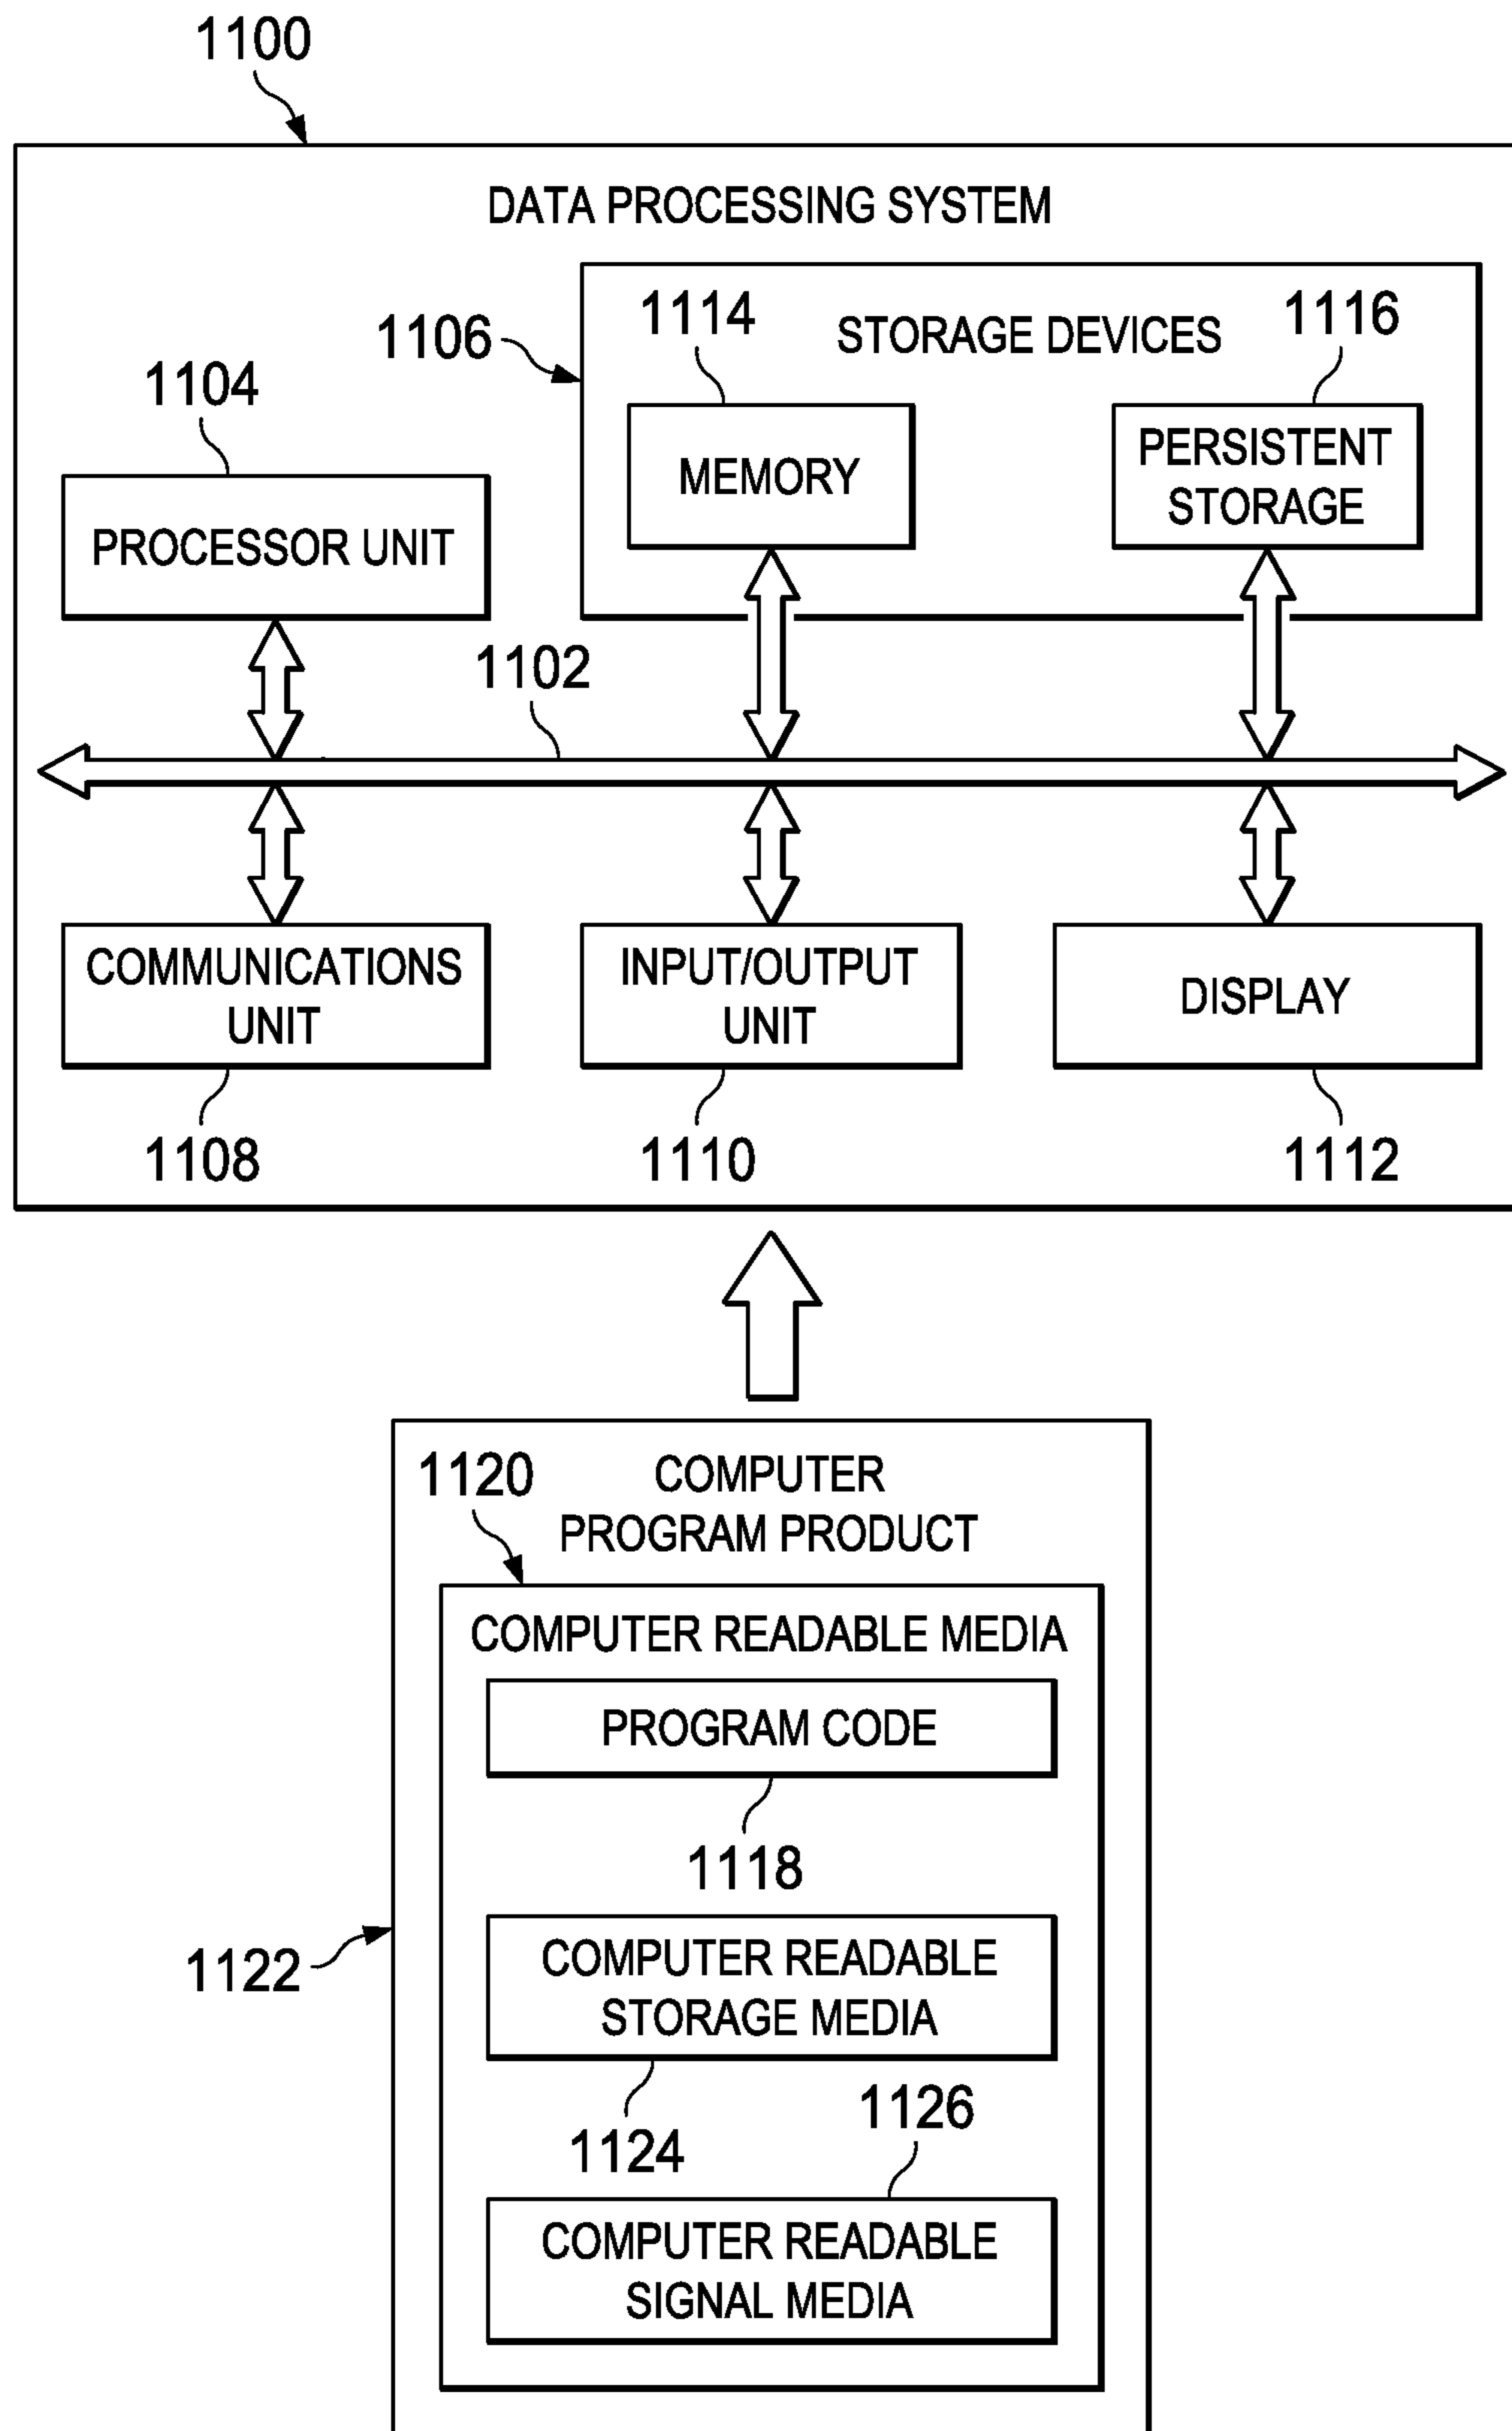 1100
DATA PROCESSING SYSTEM
1106
1114
STORAGE DEVICES
1116
1104
MEMORY
PERSISTENT
STORAGE
PROCESSOR UNIT
1102
COMMUNICATIONS
UNIT
INPUT/OUTPUT
UNIT
DISPLAY
1108
1110
1112
1120
COMPUTER
PROGRAM PRODUCT
COMPUTER READABLE MEDIA
PROGRAM CODE
1118
1122
COMPUTER READABLE
STORAGE MEDIA
1124
1126
COMPUTER READABLE
SIGNAL MEDIA